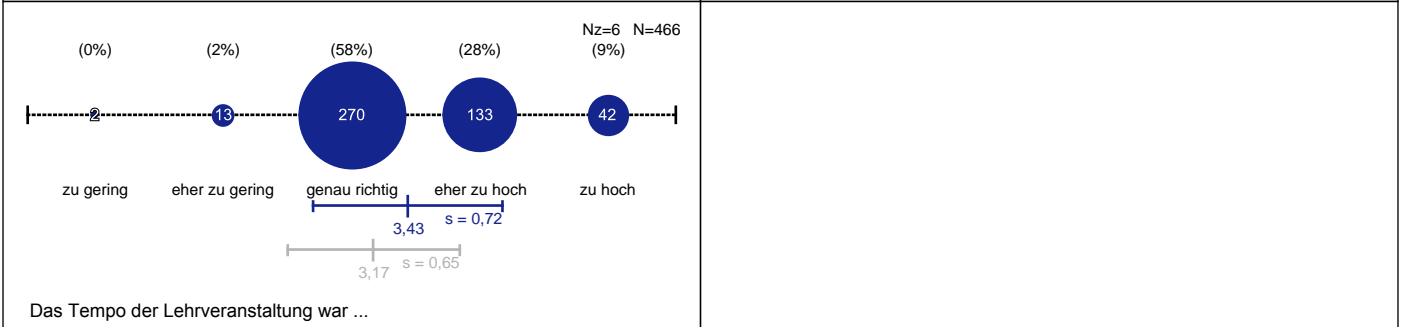 Nz=6 N=466
(0%) (2%) (58%) (28%) (9%)
2 13 270 133 42
zu gering eher zu gering genau richtig eher zu hoch zu hoch
s = 0,72
3,43
s = 0,65
3,17
Das Tempo der Lehrveranstaltung war ...